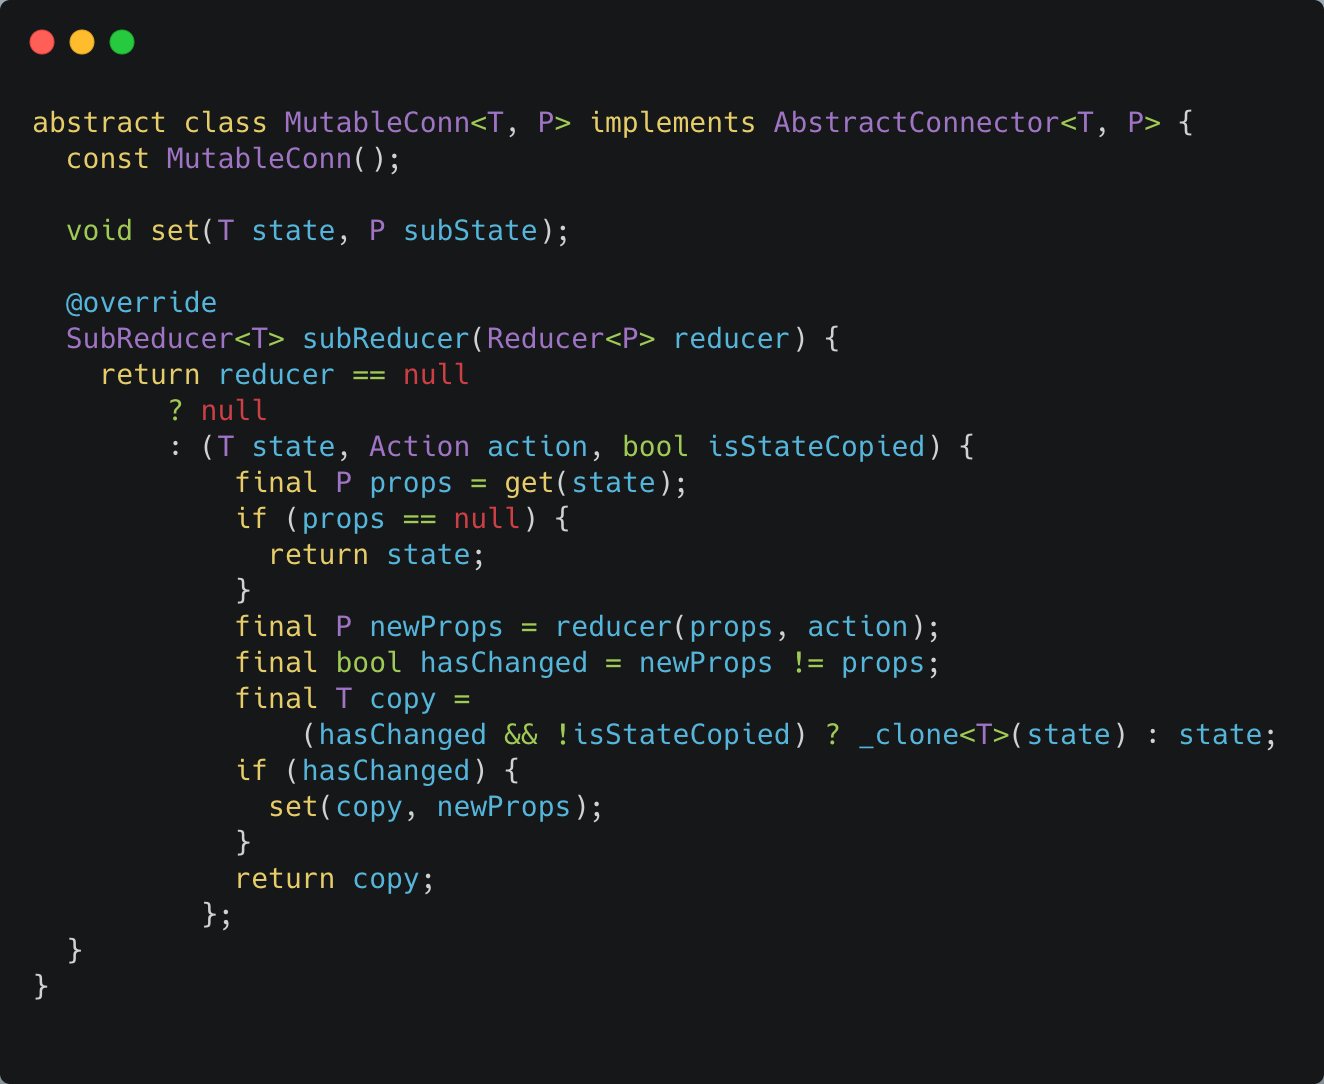 abstract class MutableConn<T, P> implements AbstractConnector<T, P> {
  const MutableConn();

  void set(T state, P subState);

  @override
  SubReducer<T> subReducer(Reducer<P> reducer) {
    return reducer == null
        ? null
        : (T state, Action action, bool isStateCopied) {
            final P props = get(state);
            if (props == null) {
              return state;
            }
            final P newProps = reducer(props, action);
            final bool hasChanged = newProps != props;
            final T copy =
                (hasChanged && !isStateCopied) ? _clone<T>(state) : state;
            if (hasChanged) {
              set(copy, newProps);
            }
            return copy;
          };
  }
}